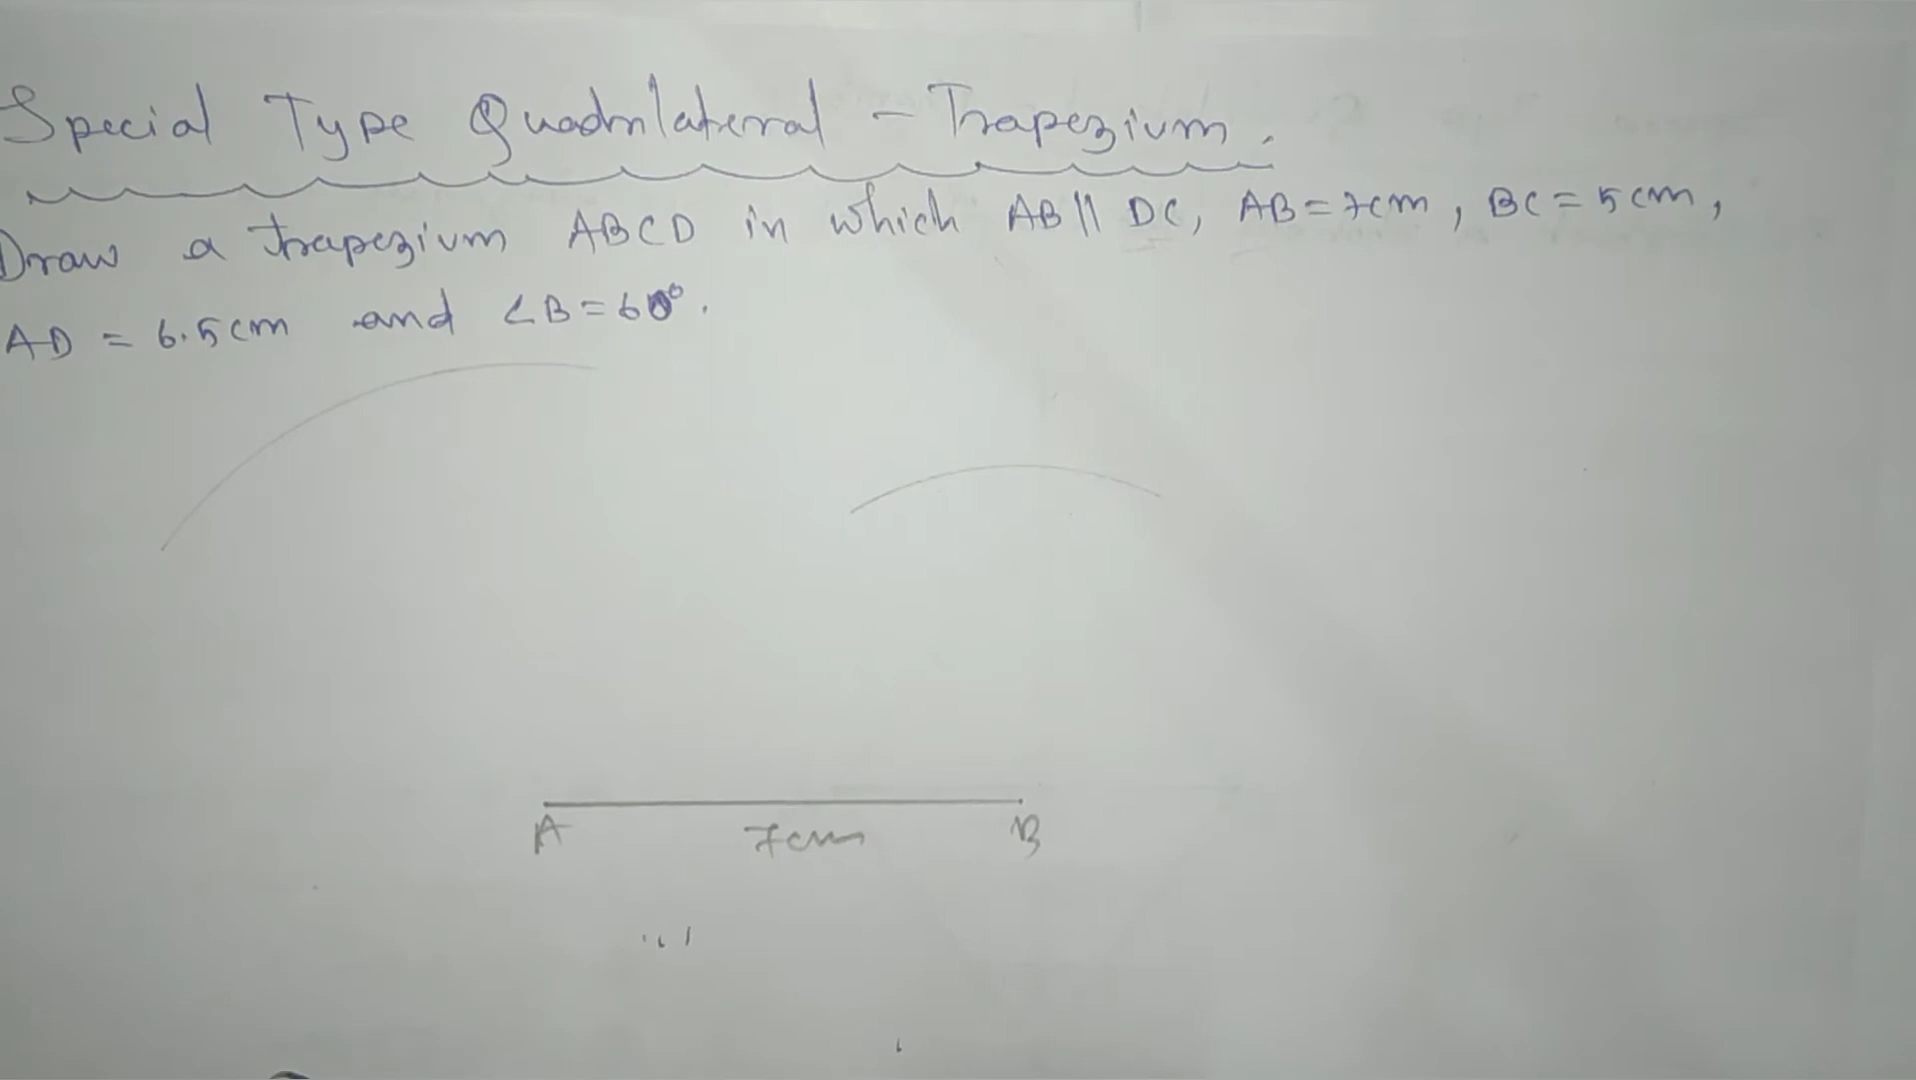 Special Type Quadrilateral - Trapezium.
Draw a trapezium ABCD in which AB || DC, AB = 7cm, BC = 5cm,
AD = 6.5cm and ∠B = 60°.
A 7cm B